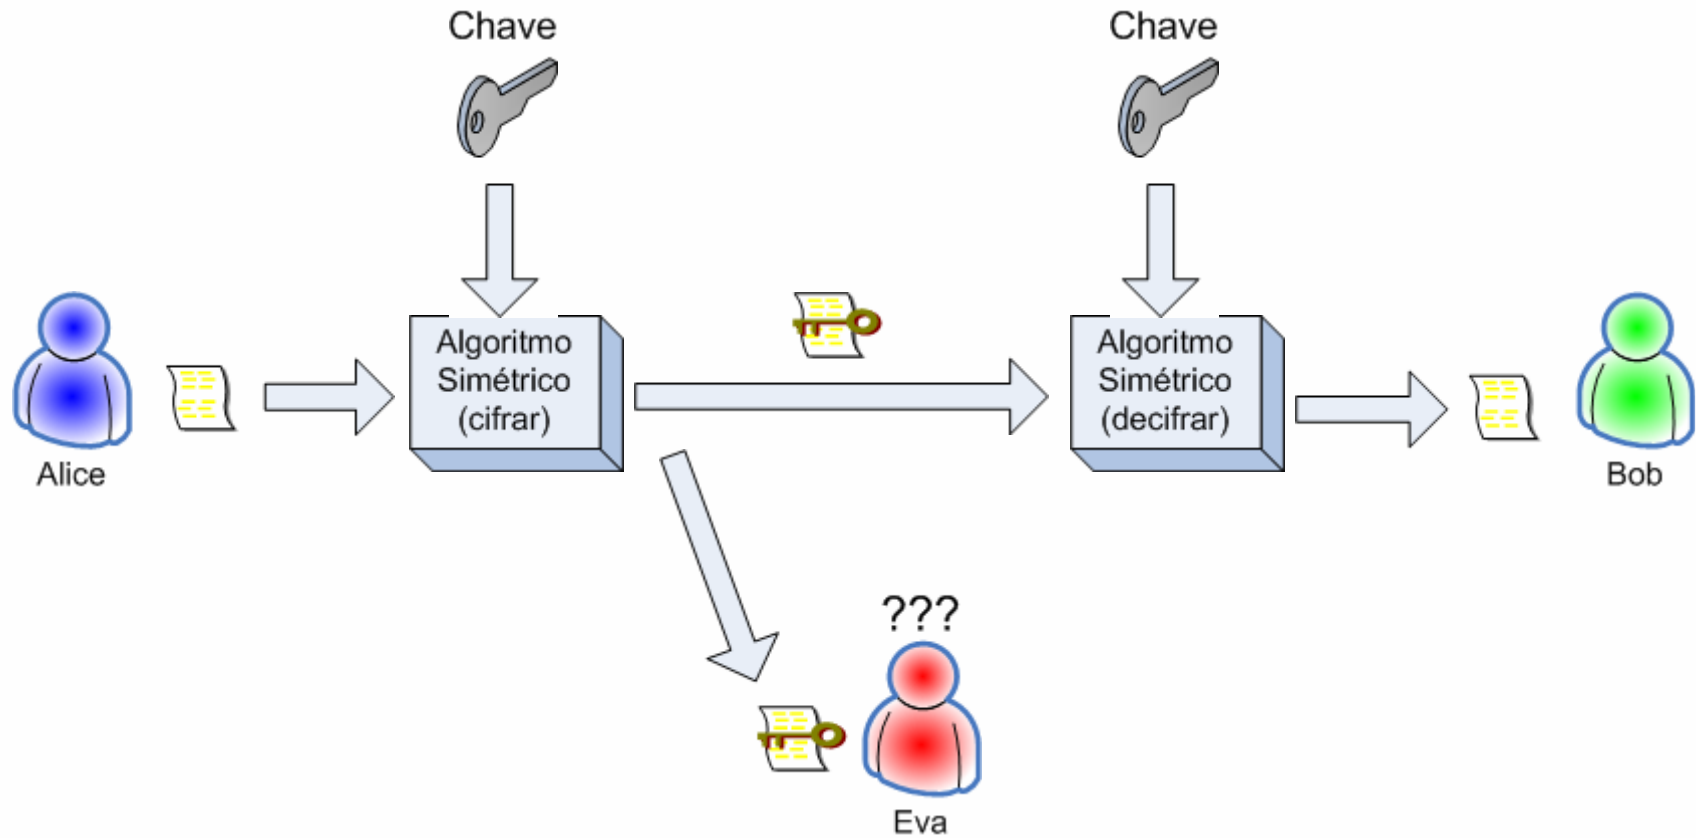 Chave
Chave
Algoritmo
Simétrico
(cifrar)
Algoritmo
Simétrico
(decifrar)
Alice
Bob
???
Eva